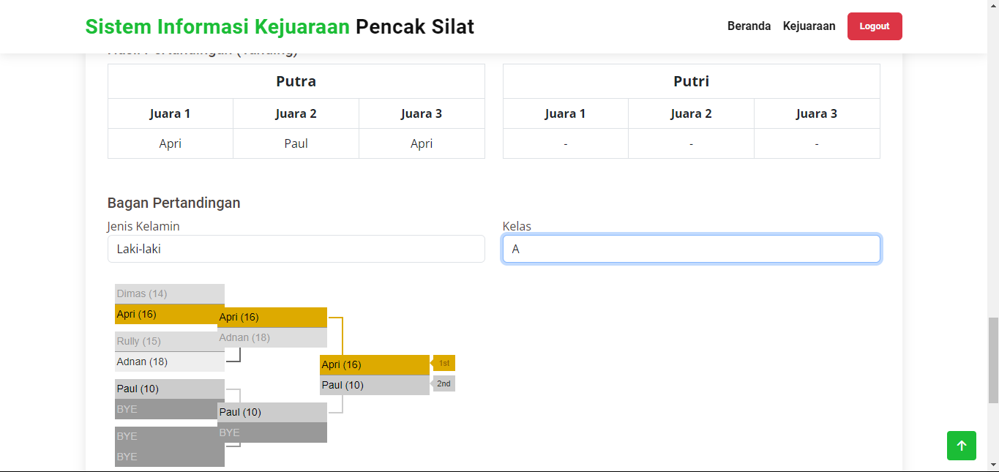 Sistem Informasi Kejuaraan Pencak Silat
Beranda Kejuaraan Logout
Hasil Pertandingan (Tanding)
Putra
Juara 1 Juara 2 Juara 3
Apri Paul Apri
Putri
Juara 1 Juara 2 Juara 3
- - -
Bagan Pertandingan
Jenis Kelamin
Laki-laki
Kelas
A
Dimas (14)
Apri (16)
Rully (15)
Adnan (18)
Paul (10)
BYE
BYE
BYE
Apri (16)
Adnan (18)
Paul (10)
BYE
Apri (16) 1st
Paul (10) 2nd